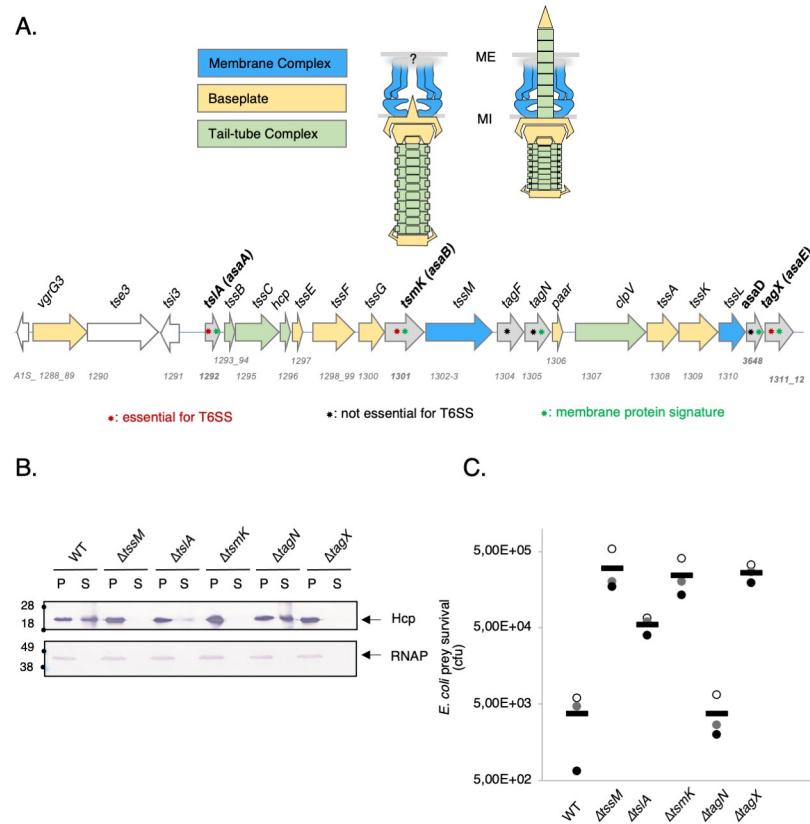 A.
Membrane Complex
Baseplate
Tail-tube Complex
?
ME
MI
vgrG3
tse3
tsi3
tslA (asaA)
tssB
tssC
hcp
tssE
tssF
tssG
tsmK (asaB)
tssM
tagF
tagN
paar
clpV
tssA
tssK
tssL
asaD
tagX (asaE)
A1S_ 1288_89 1290 1291 1292 1293_94 1295 1296 1297 1298_99 1300 1301 1302-3 1304 1305 1306 1307 1308 1309 1310 3648 1311_12
*: essential for T6SS *: not essential for T6SS *: membrane protein signature
B.
WT ΔtssM ΔtslA ΔtsmK ΔtagN ΔtagX
P S P S P S P S P S P S
28
18
Hcp
49
38
RNAP
C.
E. coli prey survival
(cfu)
5,00E+05
5,00E+04
5,00E+03
5,00E+02
WT ΔtssM ΔtslA ΔtsmK ΔtagN ΔtagX